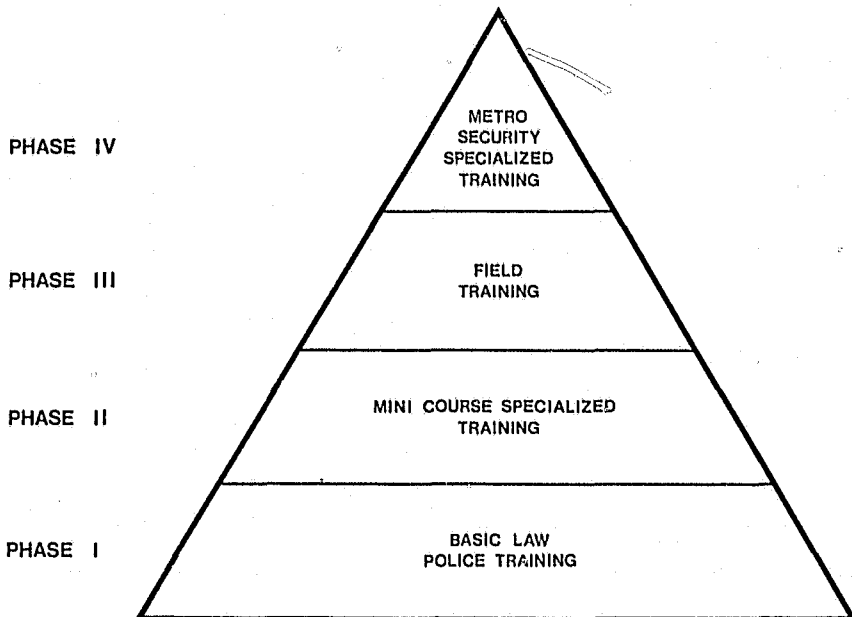 PHASE IV
METRO
SECURITY
SPECIALIZED
TRAINING
PHASE III
FIELD
TRAINING
PHASE II
MINI COURSE SPECIALIZED
TRAINING
PHASE I
BASIC LAW
POLICE TRAINING